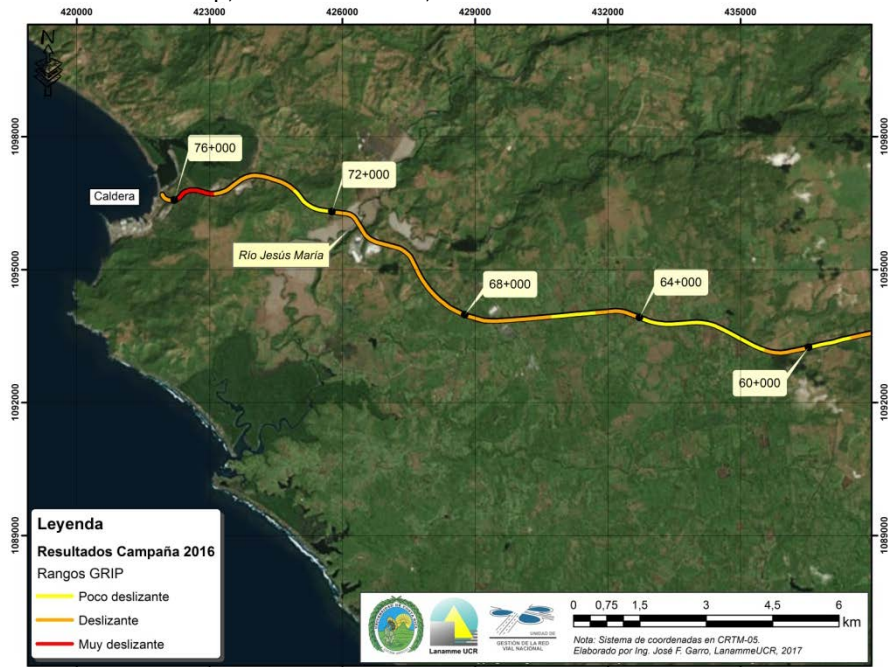 420000 423000 426000 429000 432000 435000
N
1098000
76+000
72+000
Caldera
Río Jesús María
1095000
68+000
64+000
60+000
1092000
1089000
Leyenda
Resultados Campaña 2016
Rangos GRIP
Poco deslizante
Deslizante
Muy deslizante
Lanamme UCR
UNIDAD DE
GESTIÓN DE LA RED
VIAL NACIONAL
0 0,75 1,5 3 4,5 6
km
Nota: Sistema de coordenadas en CRTM-05.
Elaborado por Ing. José F. Garro, LanammeUCR, 2017
1098000
1095000
1092000
1089000